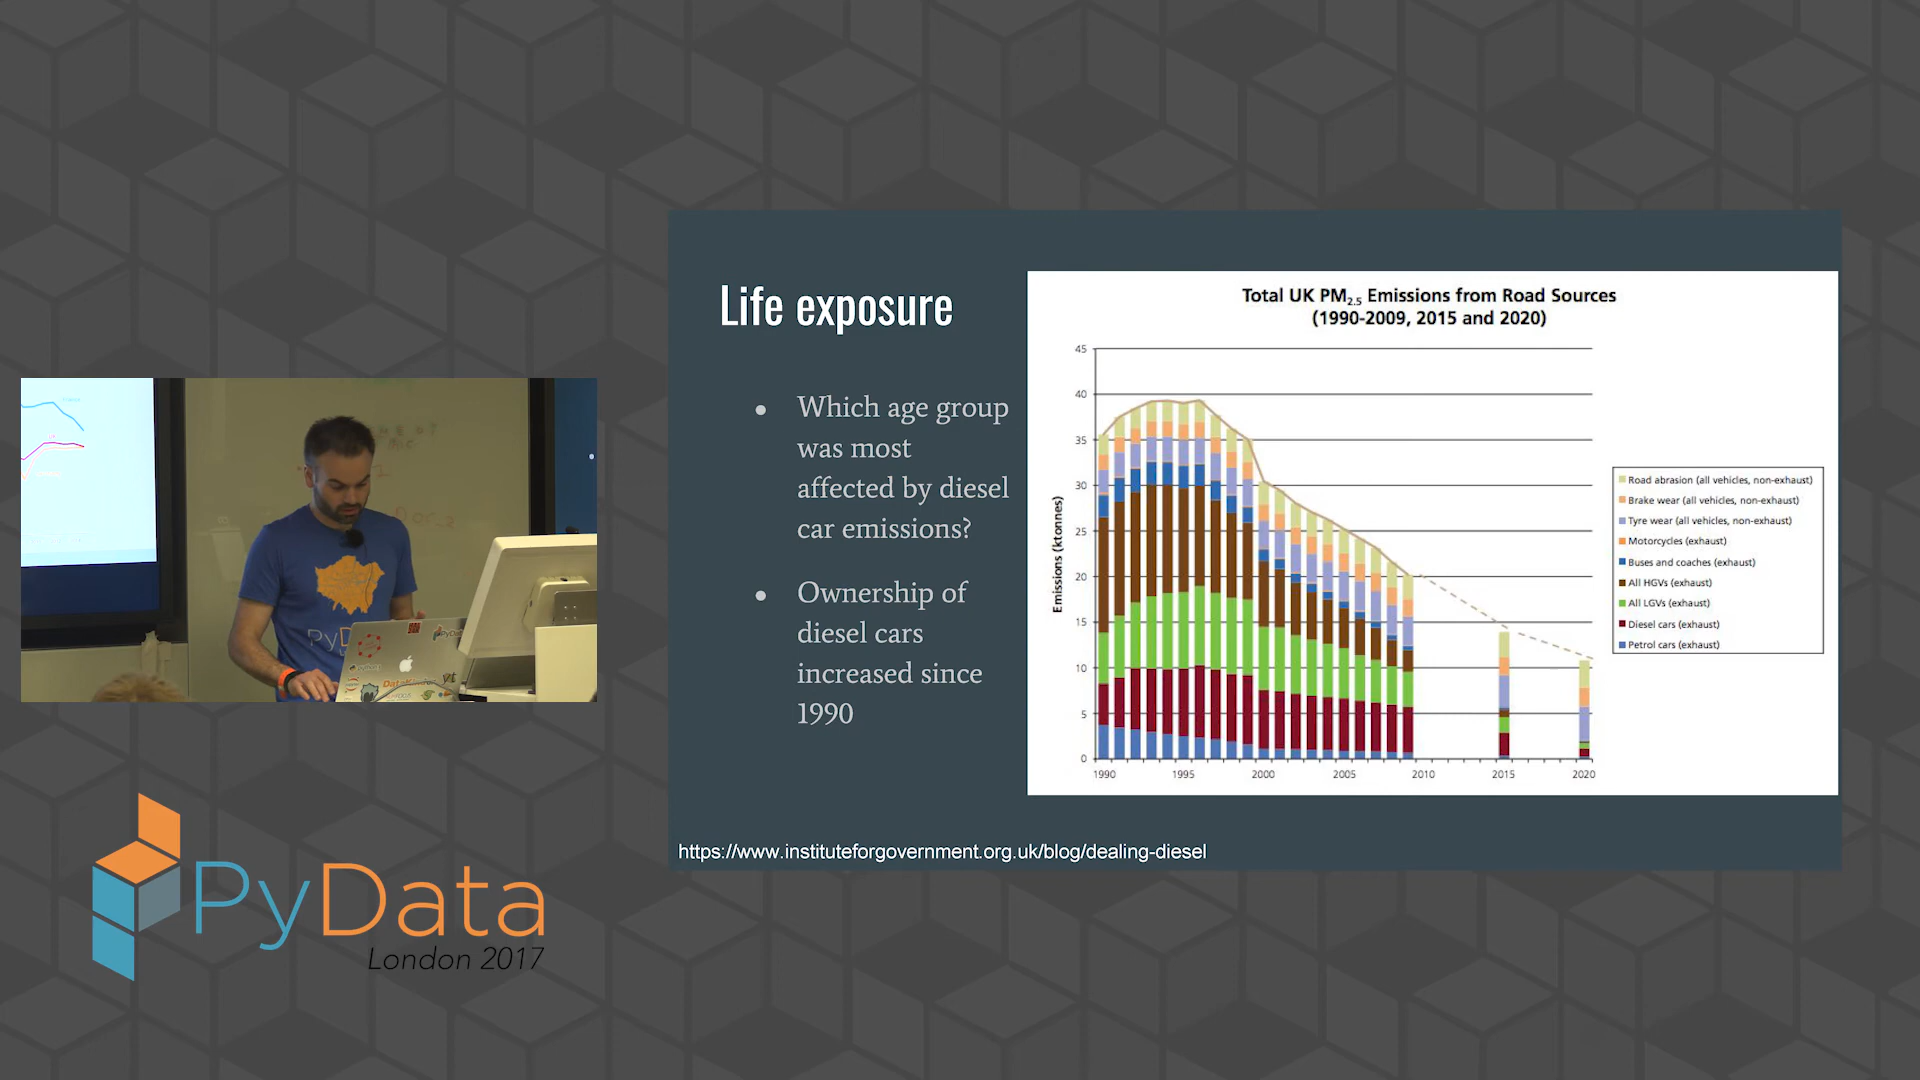 Life exposure
● Which age group
was most
affected by diesel
car emissions?
● Ownership of
diesel cars
increased since
1990
Total UK PM2.5 Emissions from Road Sources
(1990-2009, 2015 and 2020)
Emissions (ktonnes)
45
40
35
30
25
20
15
10
5
0
1990
1995
2000
2005
2010
2015
2020
Road abrasion (all vehicles, non-exhaust)
Brake wear (all vehicles, non-exhaust)
Tyre wear (all vehicles, non-exhaust)
Motorcycles (exhaust)
Buses and coaches (exhaust)
All HGVs (exhaust)
All LGVs (exhaust)
Diesel cars (exhaust)
Petrol cars (exhaust)
https://www.instituteforgovernment.org.uk/blog/dealing-diesel
PyData
London 2017
PyD
PyData
DataKind